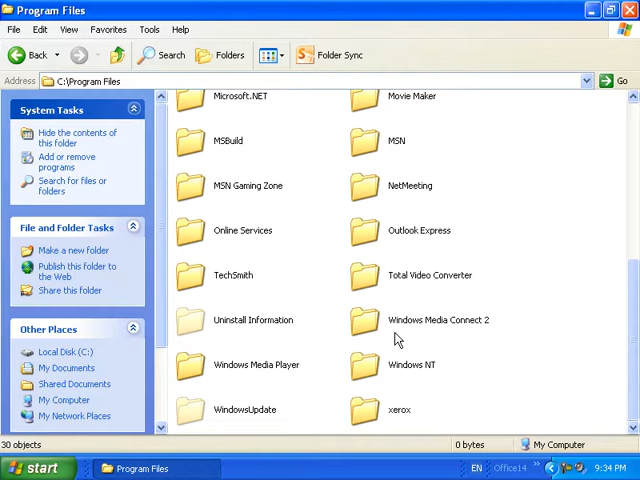 Program Files
File Edit View Favorites Tools Help
Back Search Folders Folder Sync
Address C:\Program Files Go
System Tasks
Hide the contents of
this folder
Add or remove
programs
Search for files or
folders
File and Folder Tasks
Make a new folder
Publish this folder to
the Web
Share this folder
Other Places
Local Disk (C:)
My Documents
Shared Documents
My Computer
My Network Places
Microsoft.NET Movie Maker
MSBuild MSN
MSN Gaming Zone NetMeeting
Online Services Outlook Express
TechSmith Total Video Converter
Uninstall Information Windows Media Connect 2
Windows Media Player Windows NT
WindowsUpdate xerox
30 objects 0 bytes My Computer
start Program Files EN Office14 » 9:34 PM